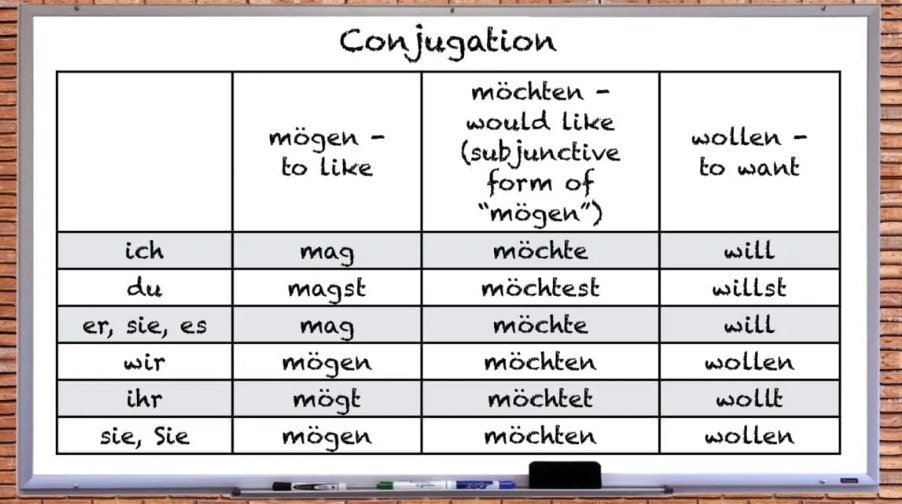 Conjugation
mögen - to like
möchten - would like (subjunctive form of "mögen")
wollen - to want
ich mag möchte will
du magst möchtest willst
er, sie, es mag möchte will
wir mögen möchten wollen
ihr mögt möchtet wollt
sie, Sie mögen möchten wollen